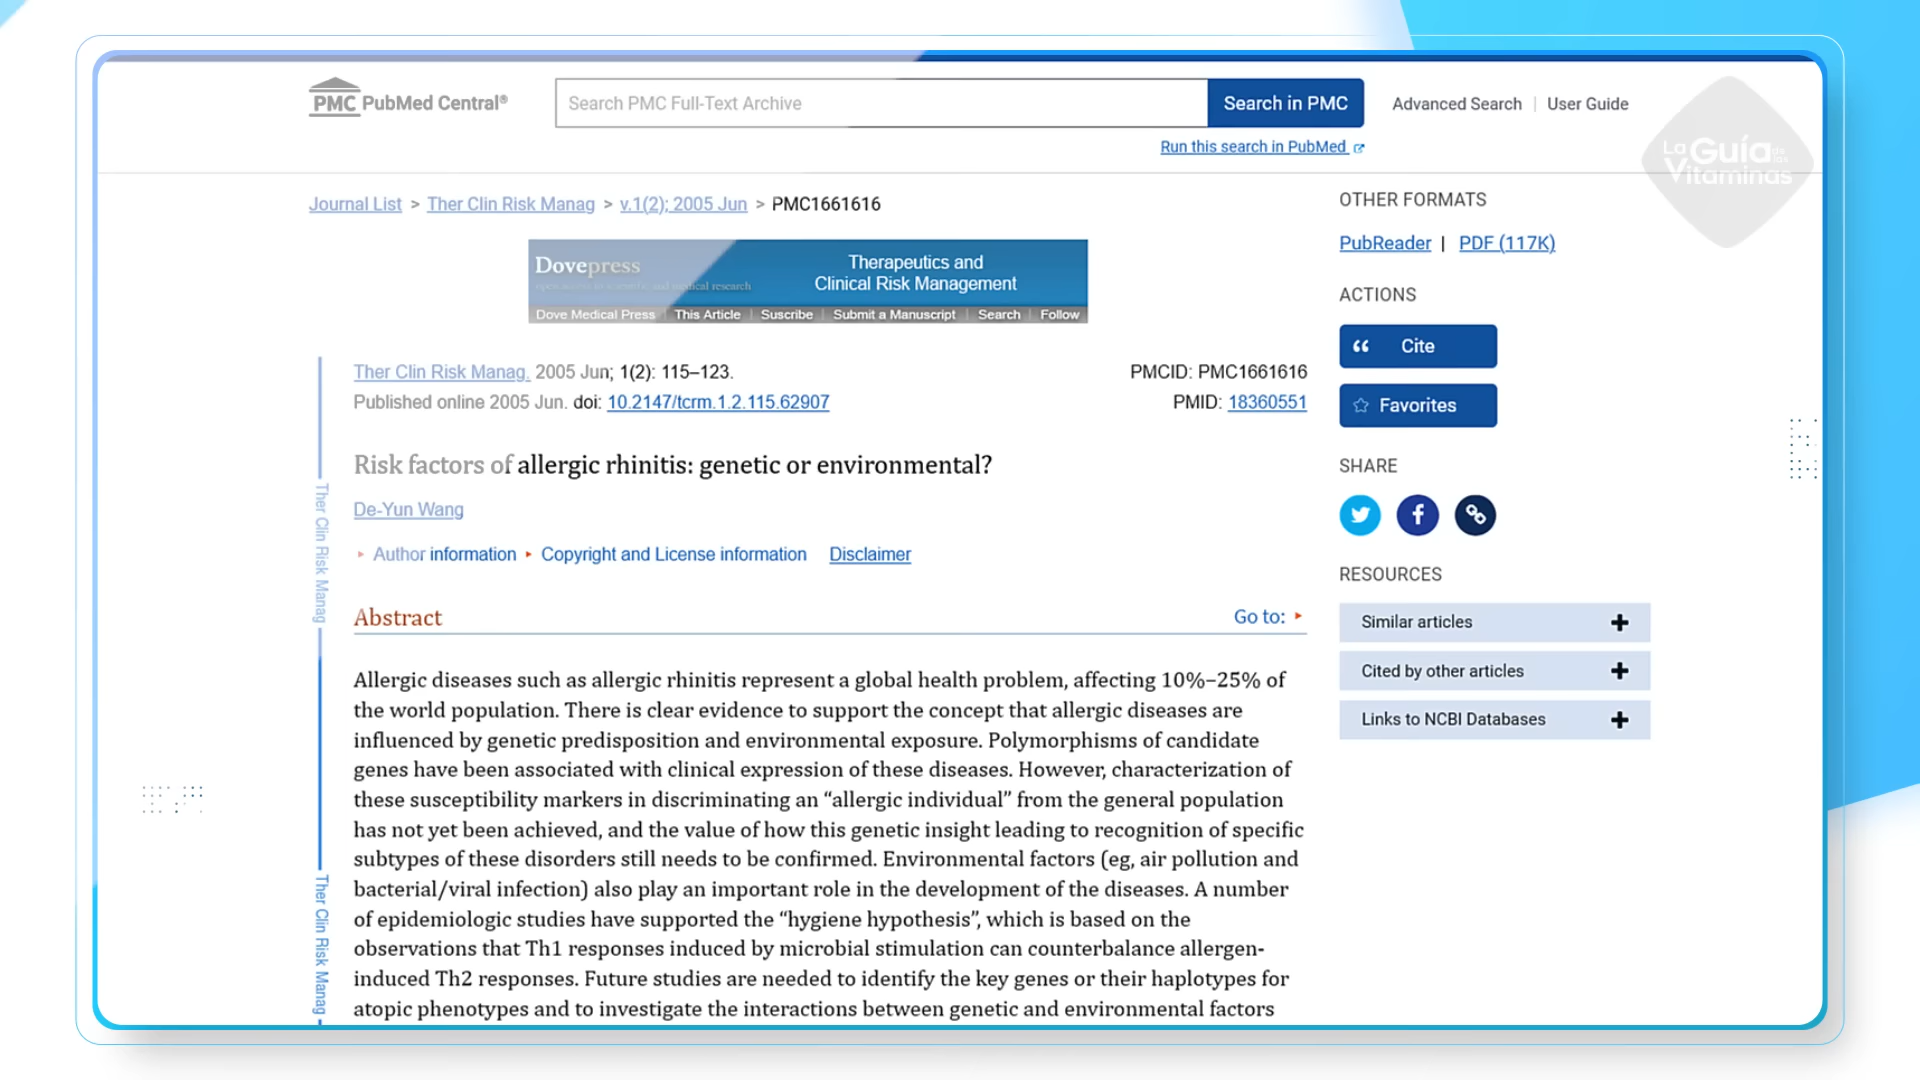 PMC PubMed Central®
Search PMC Full-Text Archive
Search in PMC
Advanced Search | User Guide
Run this search in PubMed
La Guía de las Vitaminas
Journal List > Ther Clin Risk Manag > v.1(2); 2005 Jun > PMC1661616
Dovepress
open access to scientific and medical research
Therapeutics and
Clinical Risk Management
Dove Medical Press | This Article | Suscribe | Submit a Manuscript | Search | Follow
Ther Clin Risk Manag. 2005 Jun; 1(2): 115–123.
PMCID: PMC1661616
Published online 2005 Jun. doi: 10.2147/tcrm.1.2.115.62907
PMID: 18360551
Risk factors of allergic rhinitis: genetic or environmental?
De-Yun Wang
Author information Copyright and License information Disclaimer
Abstract
Go to:
Allergic diseases such as allergic rhinitis represent a global health problem, affecting 10%–25% of
the world population. There is clear evidence to support the concept that allergic diseases are
influenced by genetic predisposition and environmental exposure. Polymorphisms of candidate
genes have been associated with clinical expression of these diseases. However, characterization of
these susceptibility markers in discriminating an “allergic individual” from the general population
has not yet been achieved, and the value of how this genetic insight leading to recognition of specific
subtypes of these disorders still needs to be confirmed. Environmental factors (eg, air pollution and
bacterial/viral infection) also play an important role in the development of the diseases. A number
of epidemiologic studies have supported the “hygiene hypothesis”, which is based on the
observations that Th1 responses induced by microbial stimulation can counterbalance allergen-
induced Th2 responses. Future studies are needed to identify the key genes or their haplotypes for
atopic phenotypes and to investigate the interactions between genetic and environmental factors
Ther Clin Risk Manag
Ther Clin Risk Manag
OTHER FORMATS
PubReader | PDF (117K)
ACTIONS
Cite
Favorites
SHARE
RESOURCES
Similar articles
Cited by other articles
Links to NCBI Databases